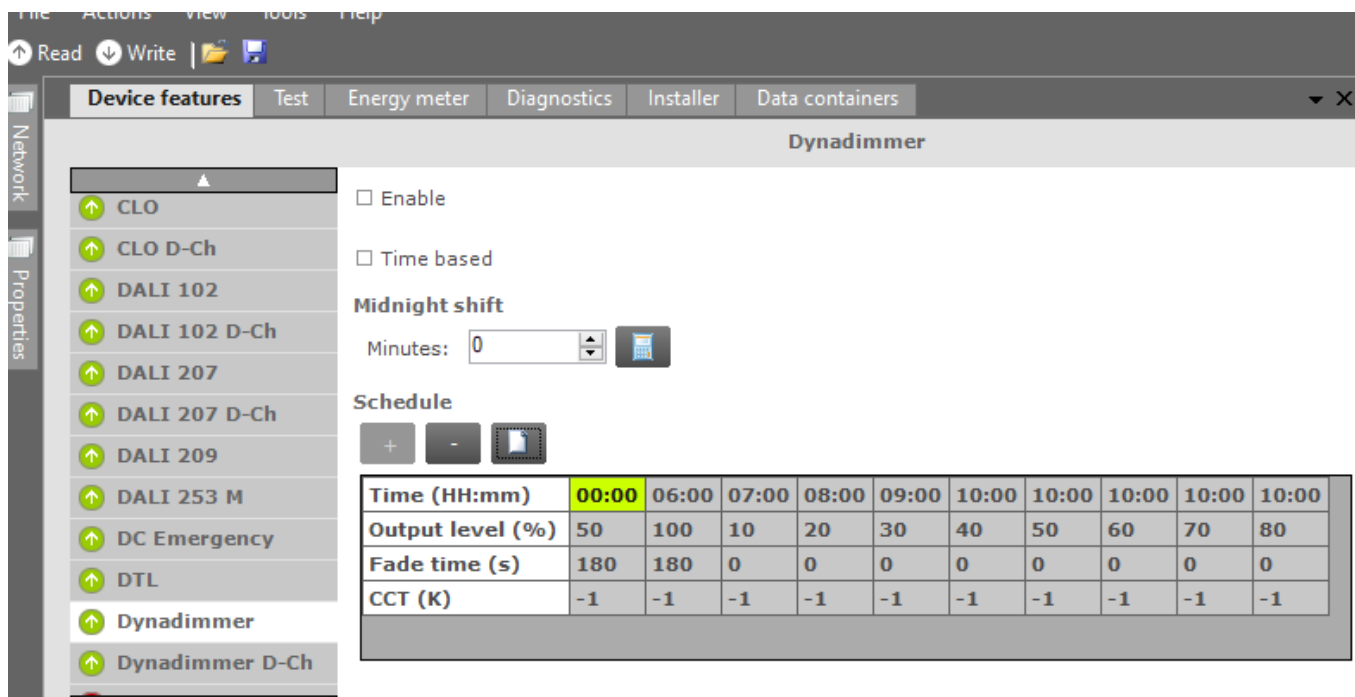 File Actions View Tools Help
Read Write
Device features Test Energy meter Diagnostics Installer Data containers
Network
Properties
Dynadimmer
CLO
CLO D-Ch
DALI 102
DALI 102 D-Ch
DALI 207
DALI 207 D-Ch
DALI 209
DALI 253 M
DC Emergency
DTL
Dynadimmer
Dynadimmer D-Ch
Enable
Time based
Midnight shift
Minutes: 0
Schedule
+ -
Time (HH:mm) 00:00 06:00 07:00 08:00 09:00 10:00 10:00 10:00 10:00 10:00
Output level (%) 50 100 10 20 30 40 50 60 70 80
Fade time (s) 180 180 0 0 0 0 0 0 0 0
CCT (K) -1 -1 -1 -1 -1 -1 -1 -1 -1 -1